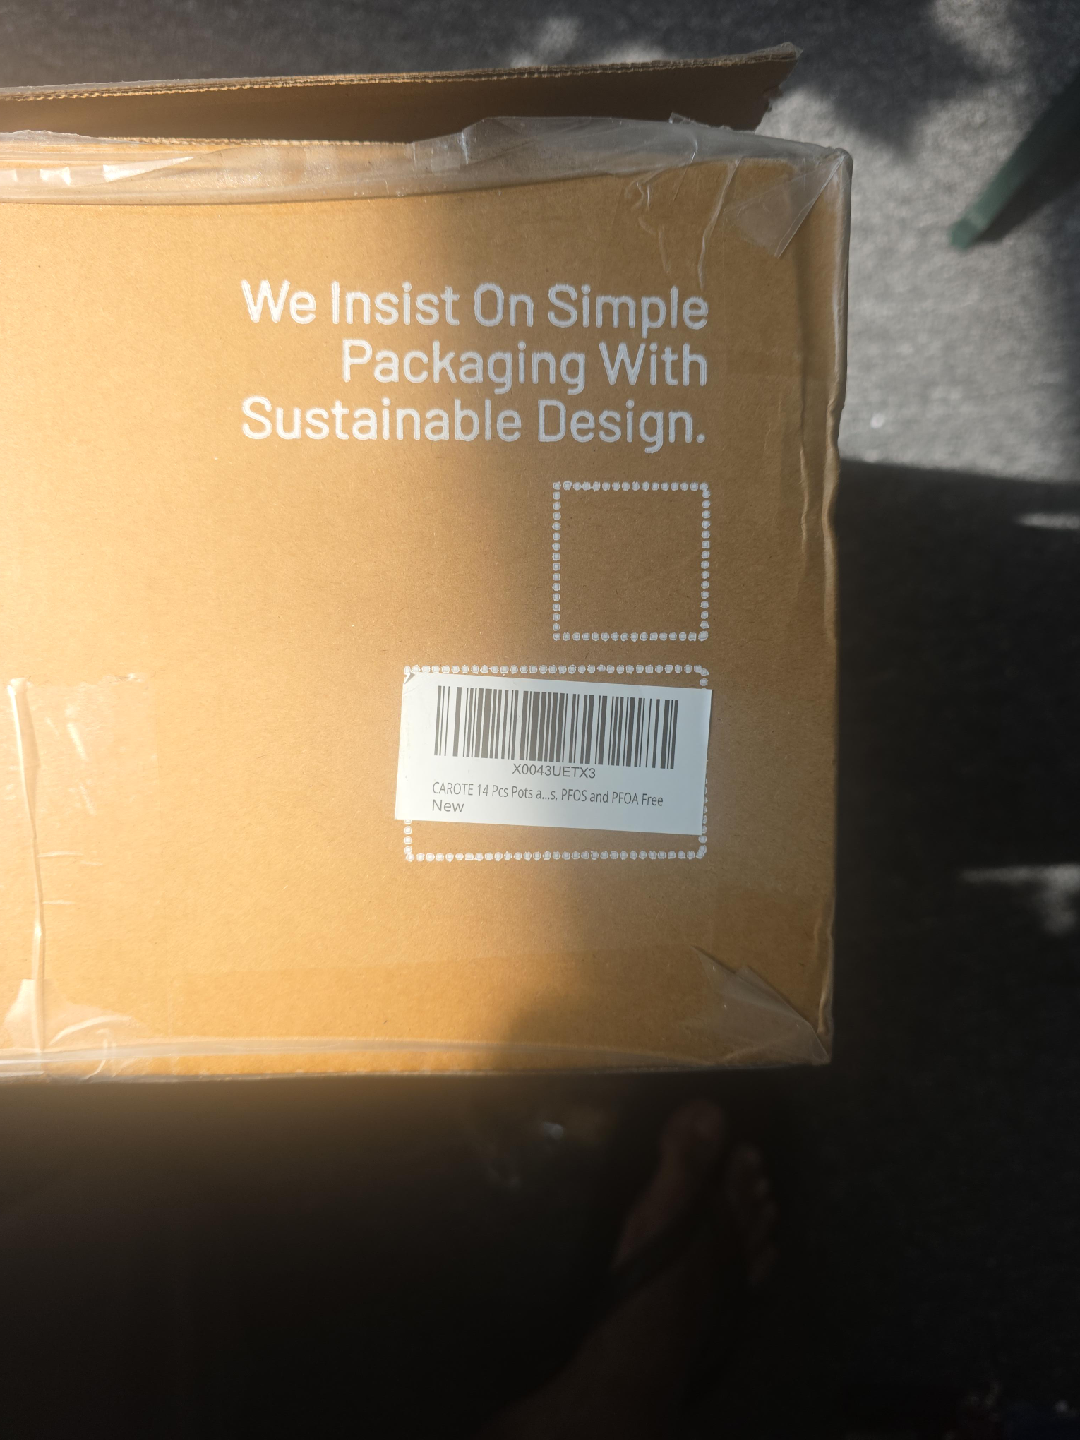 We Insist On Simple
Packaging With
Sustainable Design.
X0043UETX3
CAROTE 14 Pcs Pots a...s, PFOS and PFOA Free
New